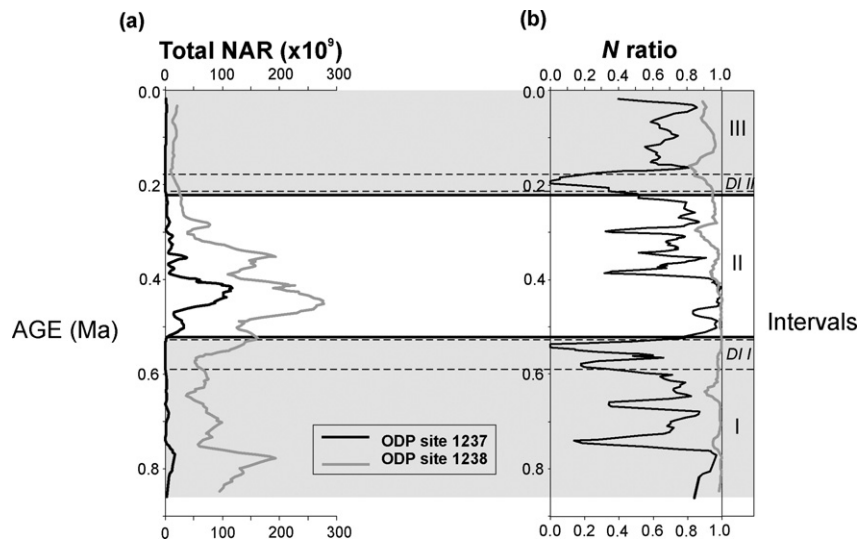 (a)
(b)
Total NAR (x10⁹)
N ratio
0 100 200 300
0.0 0.2 0.4 0.6 0.8 1.0
0.0
0.0
III
DI II
0.2
0.2
II
0.4
0.4
AGE (Ma)
Intervals
DI I
0.6
0.6
I
ODP site 1237
ODP site 1238
0.8
0.8
0 100 200 300
0.0 0.2 0.4 0.6 0.8 1.0